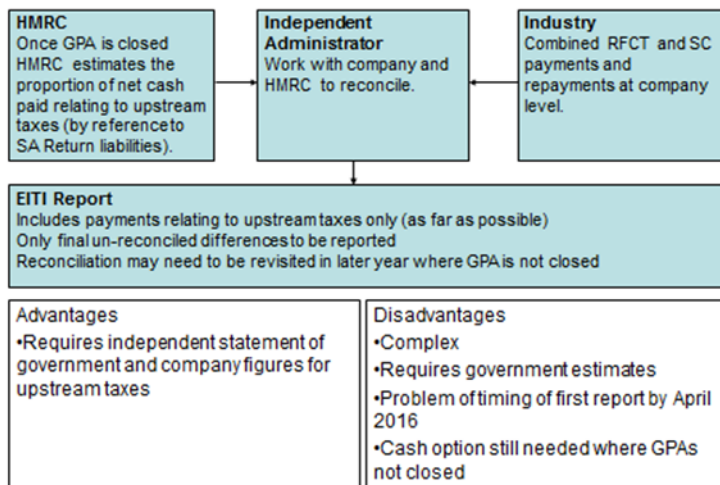 HMRC
Once GPA is closed
HMRC estimates the
proportion of net cash
paid relating to upstream
taxes (by reference to
SA Return liabilities).
Independent
Administrator
Work with company and
HMRC to reconcile.
Industry
Combined RFCT and SC
payments and
repayments at company
level.
EITI Report
Includes payments relating to upstream taxes only (as far as possible)
Only final un-reconciled differences to be reported
Reconciliation may need to be revisited in later year where GPA is not closed
Advantages
•Requires independent statement of
government and company figures for
upstream taxes
Disadvantages
•Complex
•Requires government estimates
•Problem of timing of first report by April
2016
•Cash option still needed where GPAs
not closed